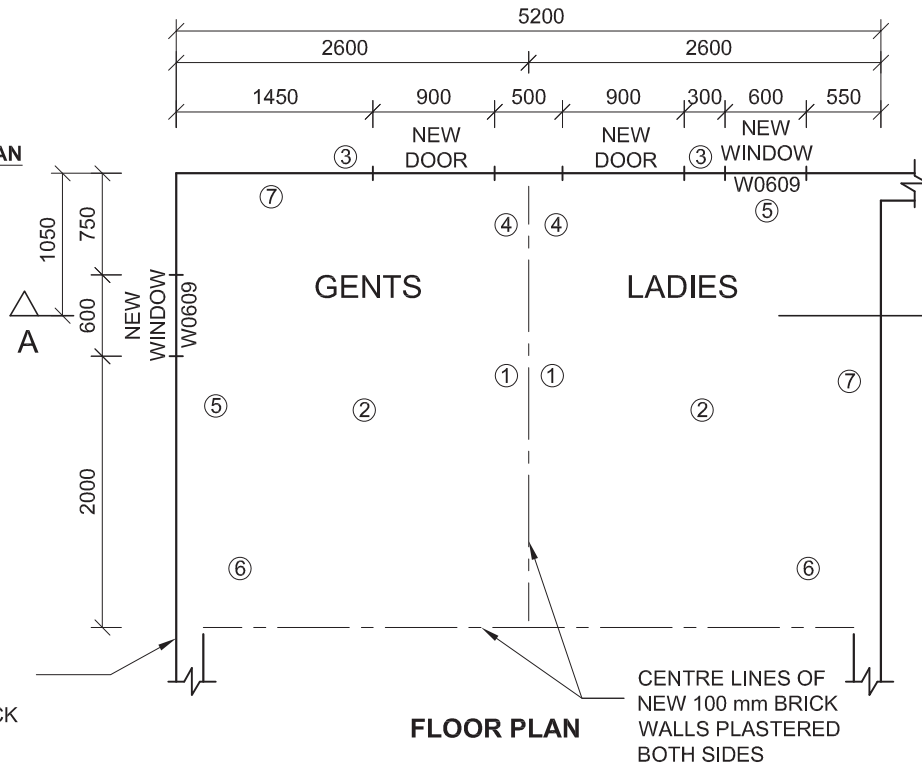 5200
2600 2600
1450 900 500 900 300 600 550
AN
NEW
DOOR
NEW
DOOR
NEW
WINDOW
W0609
③ ③
⑦ ⑤
④ ④
1050
750
600
2000
NEW
WINDOW
W0609
A
GENTS LADIES
① ①
⑦
⑤ ② ②
⑥ ⑥
CK
FLOOR PLAN
CENTRE LINES OF
NEW 100 mm BRICK
WALLS PLASTERED
BOTH SIDES